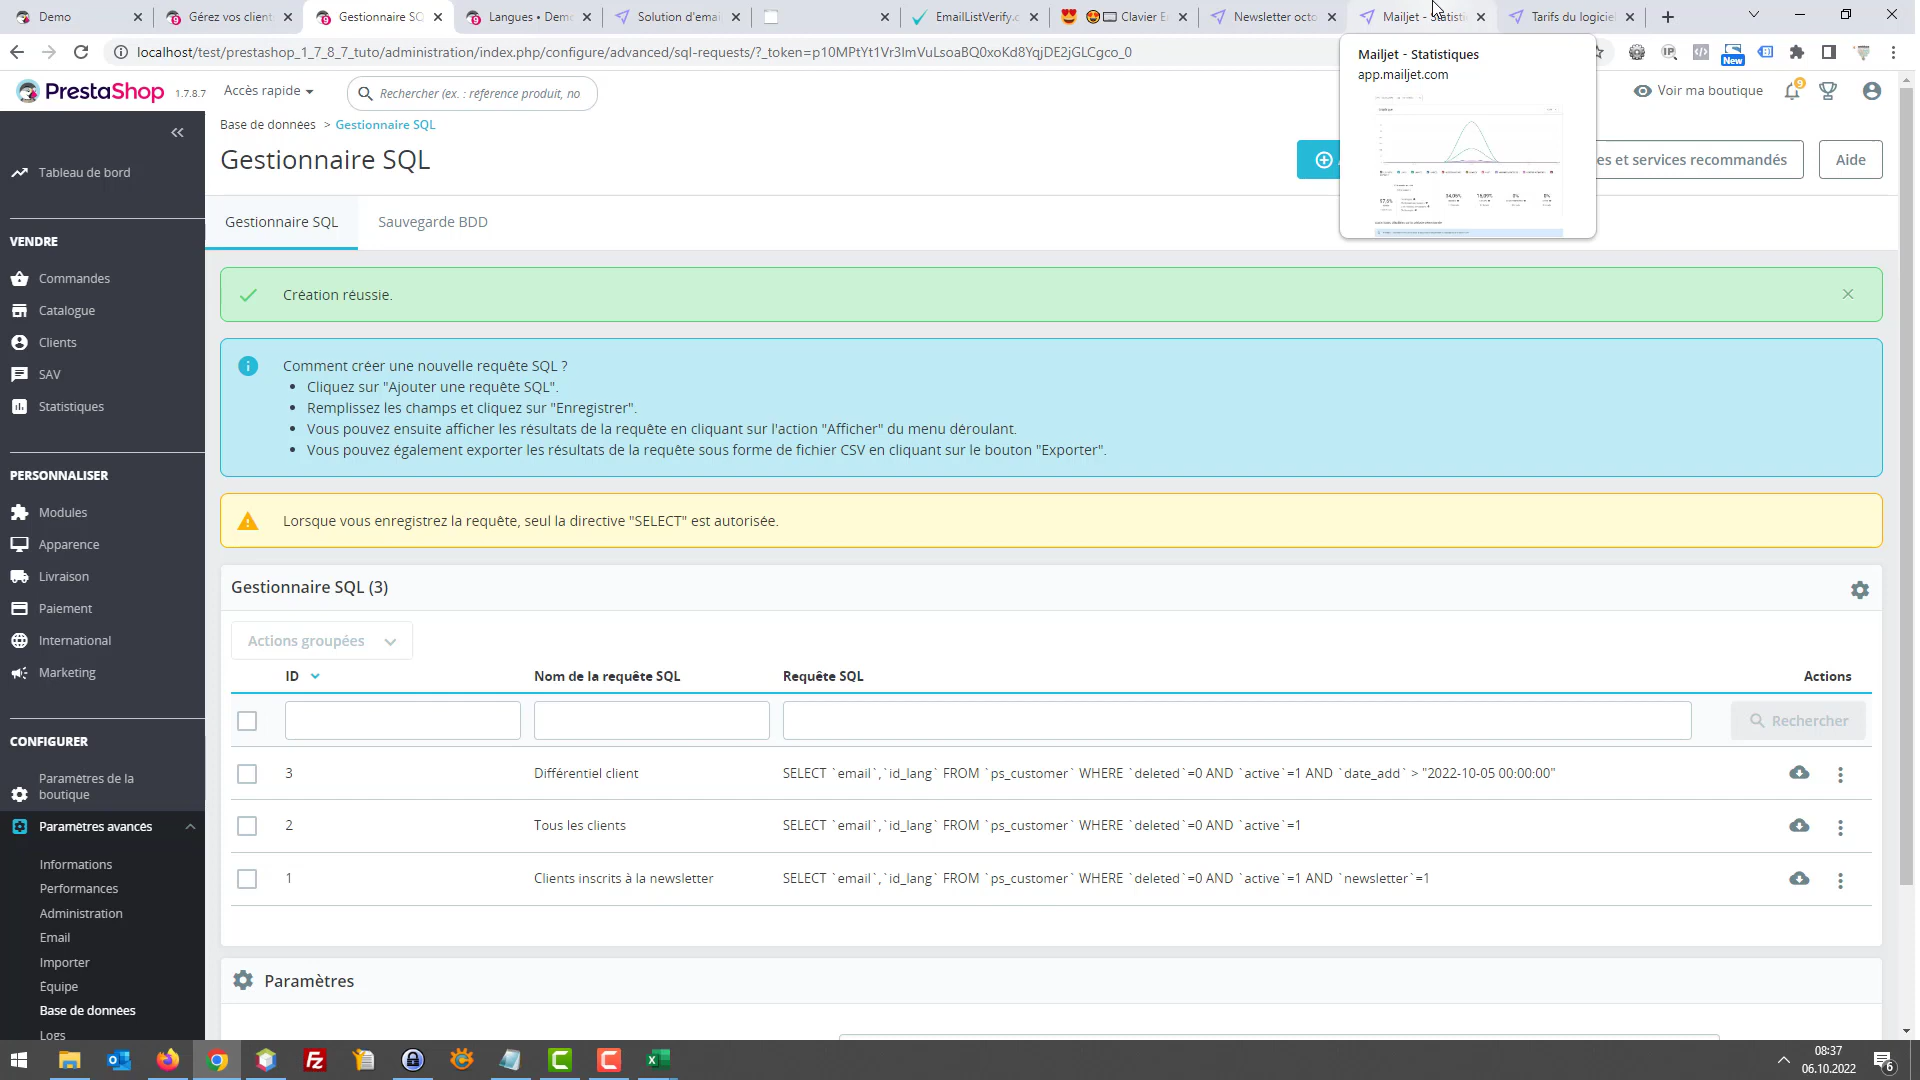 Demo
Gérez vos clien
Gestionnaire SQ
Langues • Demo
Solution d'emai
EmailListVerify.c
Clavier E
Newsletter octo
Mailjet - Statisti
Tarifs du logicie
localhost/test/prestashop_1_7_8_7_tuto/administration/index.php/configure/advanced/sql-requests/?_token=p10MPtYt1Vr3lmVuLsoaBQ0xoKd8YqjDE2jGLCgco_0
New
Mailjet - Statistiques
app.mailjet.com
PrestaShop
1.7.8.7
Accès rapide
Rechercher (ex. : référence produit, no
Voir ma boutique
9
Base de données > Gestionnaire SQL
Gestionnaire SQL
es et services recommandés
Aide
Gestionnaire SQL
Sauvegarde BDD
Tableau de bord
VENDRE
Commandes
Catalogue
Clients
SAV
Statistiques
PERSONNALISER
Modules
Apparence
Livraison
Paiement
International
Marketing
CONFIGURER
Paramètres de la
boutique
Paramètres avancés
Informations
Performances
Administration
Email
Importer
Équipe
Base de données
Logs
Création réussie.
Comment créer une nouvelle requête SQL ?
• Cliquez sur "Ajouter une requête SQL".
• Remplissez les champs et cliquez sur "Enregistrer".
• Vous pouvez ensuite afficher les résultats de la requête en cliquant sur l'action "Afficher" du menu déroulant.
• Vous pouvez également exporter les résultats de la requête sous forme de fichier CSV en cliquant sur le bouton "Exporter".
Lorsque vous enregistrez la requête, seul la directive "SELECT" est autorisée.
Gestionnaire SQL (3)
Actions groupées
ID
Nom de la requête SQL
Requête SQL
Actions
Rechercher
3 Différentiel client SELECT `email`,`id_lang` FROM `ps_customer` WHERE `deleted`=0 AND `active`=1 AND `date_add` > "2022-10-05 00:00:00"
2 Tous les clients SELECT `email`,`id_lang` FROM `ps_customer` WHERE `deleted`=0 AND `active`=1
1 Clients inscrits à la newsletter SELECT `email`,`id_lang` FROM `ps_customer` WHERE `deleted`=0 AND `active`=1 AND `newsletter`=1
Paramètres
08:37
06.10.2022
6